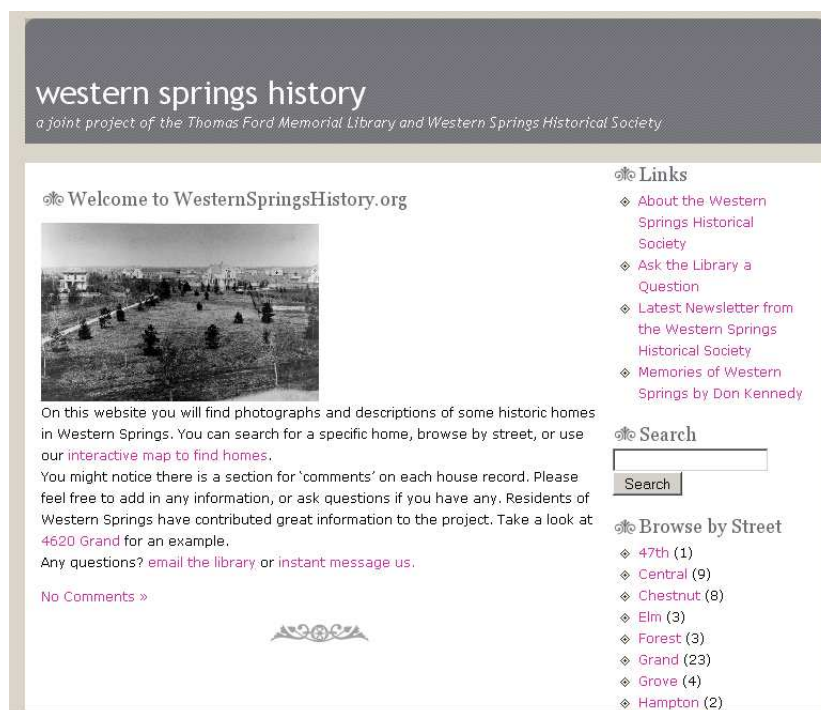 western springs history
a joint project of the Thomas Ford Memorial Library and Western Springs Historical Society
Welcome to WesternSpringsHistory.org
On this website you will find photographs and descriptions of some historic homes
in Western Springs. You can search for a specific home, browse by street, or use
our interactive map to find homes.
You might notice there is a section for ‘comments’ on each house record. Please
feel free to add in any information, or ask questions if you have any. Residents of
Western Springs have contributed great information to the project. Take a look at
4620 Grand for an example.
Any questions? email the library or instant message us.
No Comments »
Links
About the Western
Springs Historical
Society
Ask the Library a
Question
Latest Newsletter from
the Western Springs
Historical Society
Memories of Western
Springs by Don Kennedy
Search
Search
Browse by Street
47th (1)
Central (9)
Chestnut (8)
Elm (3)
Forest (3)
Grand (23)
Grove (4)
Hampton (2)